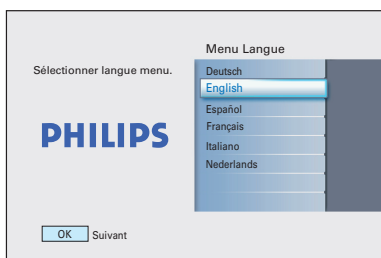 Menu Langue
Sélectionner langue menu.
Deutsch
English
Español
Français
Italiano
Nederlands
PHILIPS
OK Suivant